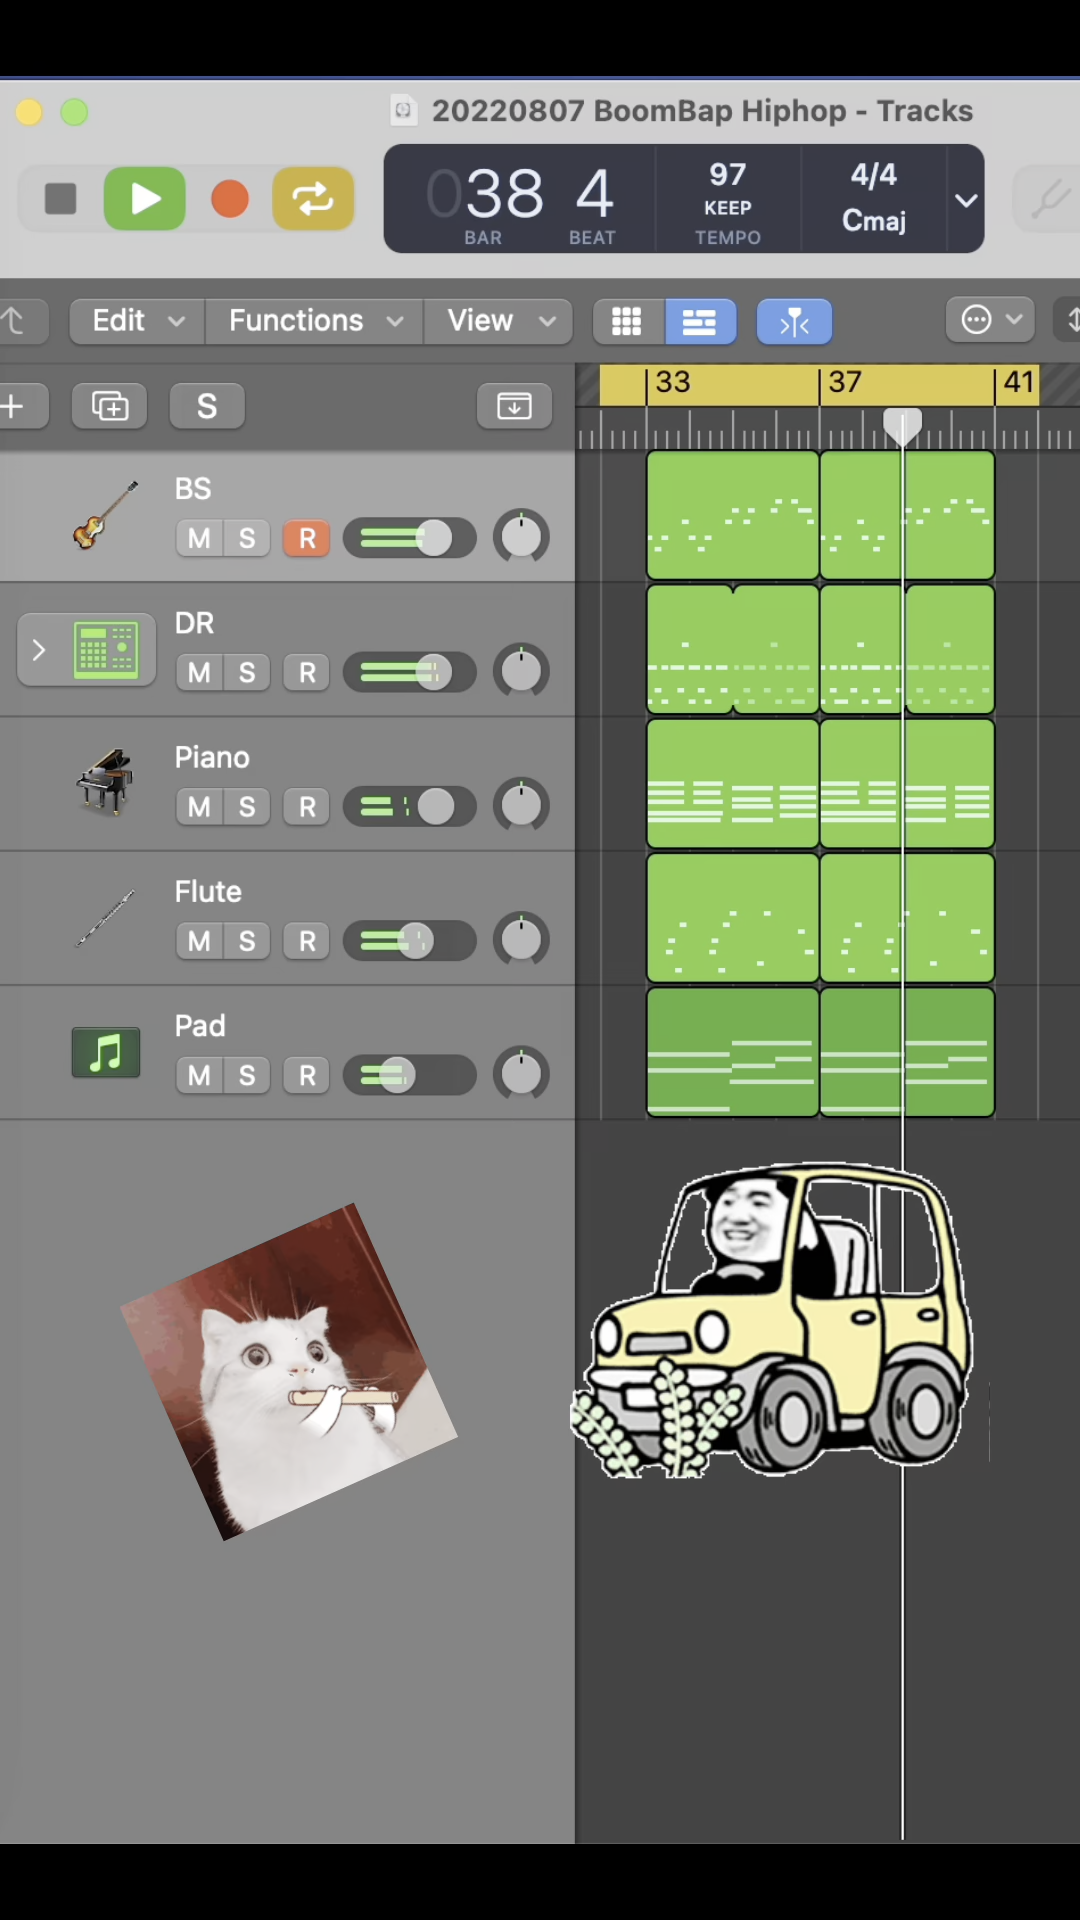 20220807 BoomBap Hiphop - Tracks
038 4 97 4/4
KEEP Cmaj
BAR BEAT TEMPO
Edit Functions View
S 33 37 41
BS
M S R
DR
M S R
Piano
M S R
Flute
M S R
Pad
M S R